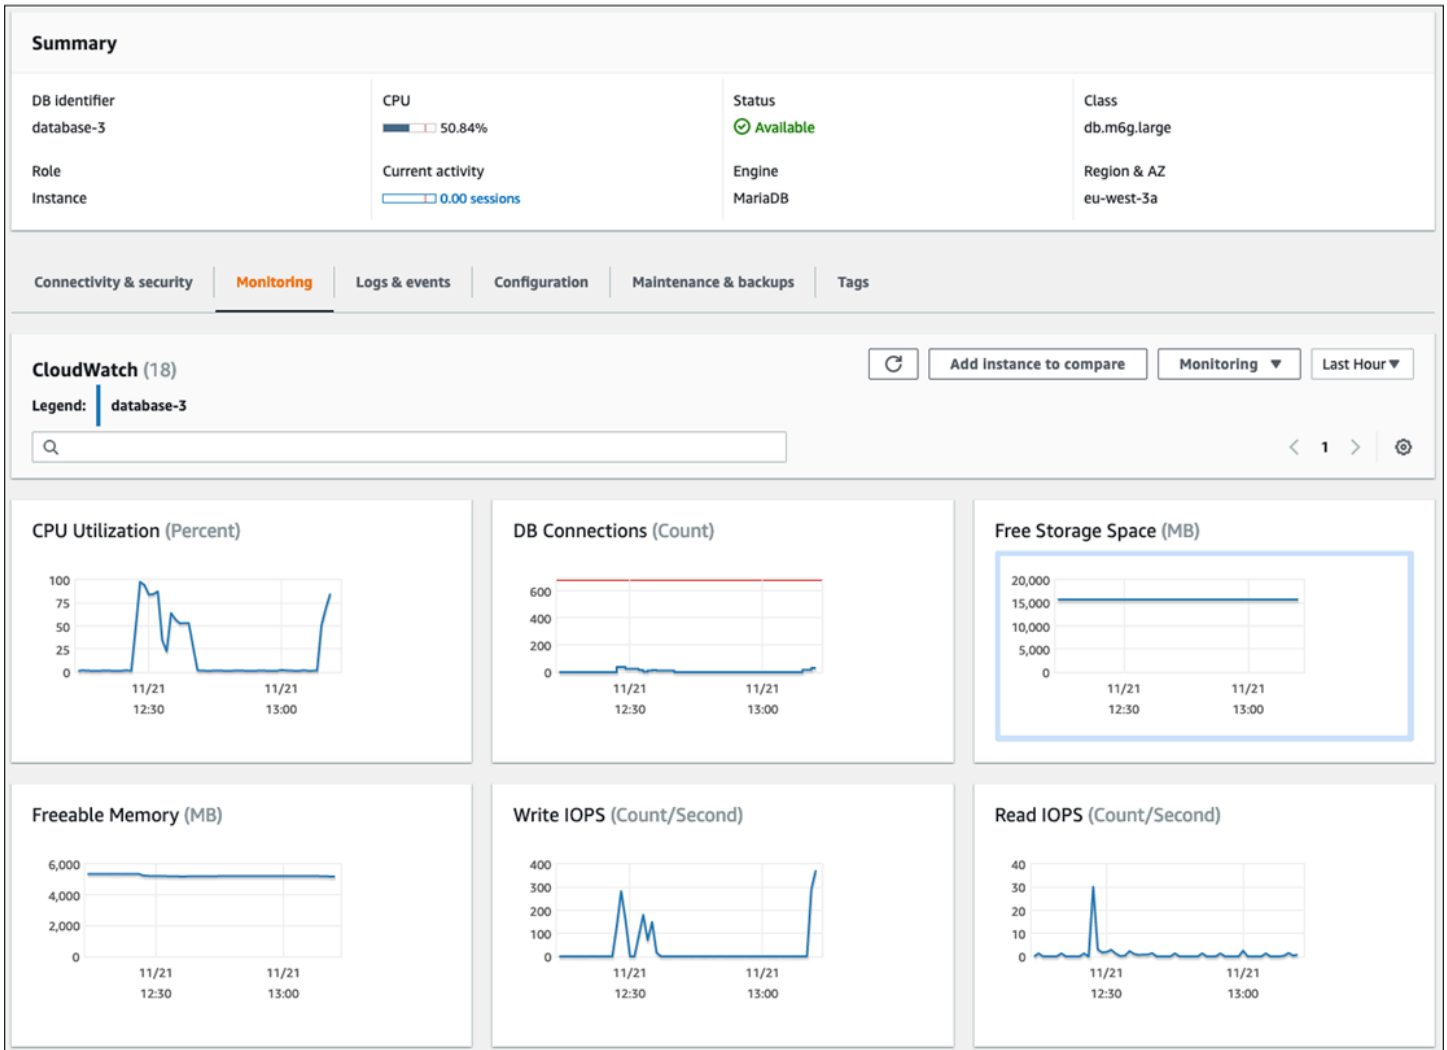 Summary
DB identifier
database-3
CPU
50.84%
Status
Available
Class
db.m6g.large
Role
Instance
Current activity
0.00 sessions
Engine
MariaDB
Region & AZ
eu-west-3a
Connectivity & security
Monitoring
Logs & events
Configuration
Maintenance & backups
Tags
CloudWatch (18)
Add instance to compare
Monitoring
Last Hour
Legend: database-3
1
CPU Utilization (Percent)
100
75
50
25
0
11/21 11/21
12:30 13:00
DB Connections (Count)
600
400
200
0
11/21 11/21
12:30 13:00
Free Storage Space (MB)
20,000
15,000
10,000
5,000
0
11/21 11/21
12:30 13:00
Freeable Memory (MB)
6,000
4,000
2,000
0
11/21 11/21
12:30 13:00
Write IOPS (Count/Second)
400
300
200
100
0
11/21 11/21
12:30 13:00
Read IOPS (Count/Second)
40
30
20
10
0
11/21 11/21
12:30 13:00